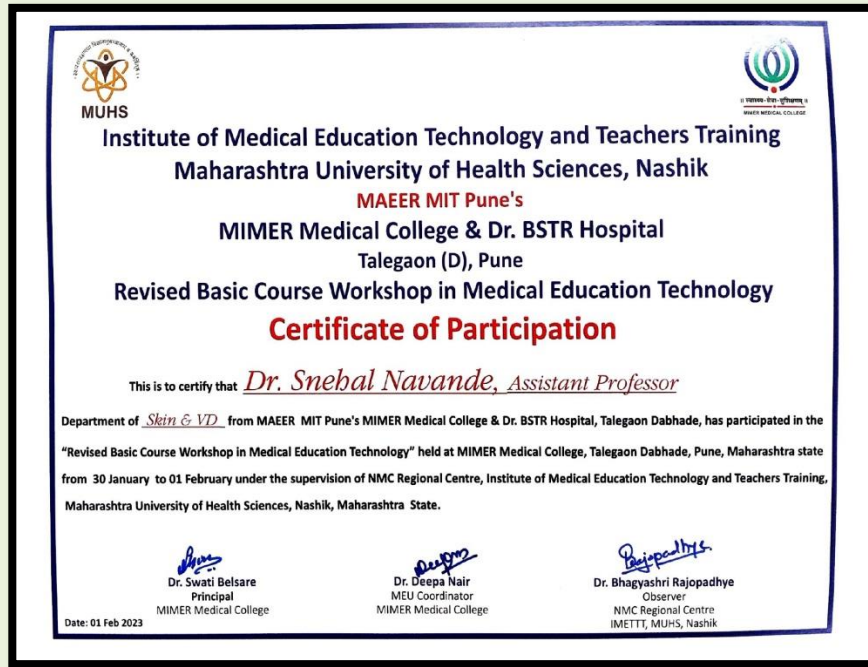 MUHS
॥ स्वास्थ्य-सेवा-सुशिक्षणम् ॥
MIMER MEDICAL COLLEGE
Institute of Medical Education Technology and Teachers Training
Maharashtra University of Health Sciences, Nashik
MAEER MIT Pune's
MIMER Medical College & Dr. BSTR Hospital
Talegaon (D), Pune
Revised Basic Course Workshop in Medical Education Technology
Certificate of Participation
This is to certify that Dr. Snehal Navande, Assistant Professor
Department of Skin & VD from MAEER MIT Pune's MIMER Medical College & Dr. BSTR Hospital, Talegaon Dabhade, has participated in the
"Revised Basic Course Workshop in Medical Education Technology" held at MIMER Medical College, Talegaon Dabhade, Pune, Maharashtra state
from 30 January to 01 February under the supervision of NMC Regional Centre, Institute of Medical Education Technology and Teachers Training,
Maharashtra University of Health Sciences, Nashik, Maharashtra State.
Rajopadhye
Dr. Swati Belsare
Principal
MIMER Medical College
Dr. Deepa Nair
MEU Coordinator
MIMER Medical College
Dr. Bhagyashri Rajopadhye
Observer
NMC Regional Centre
IMETTT, MUHS, Nashik
Date: 01 Feb 2023